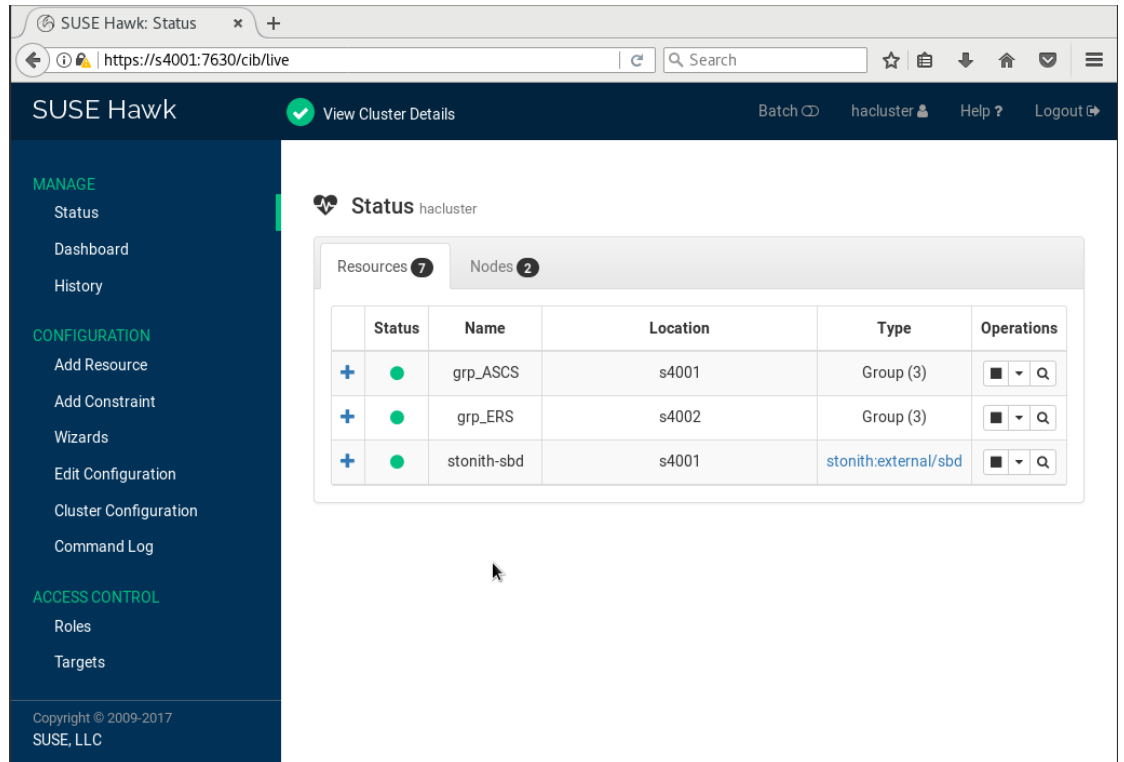 SUSE Hawk: Status × +
https://s4001:7630/cib/live Search
SUSE Hawk View Cluster Details Batch hacluster Help ? Logout
MANAGE
Status
Dashboard
History
CONFIGURATION
Add Resource
Add Constraint
Wizards
Edit Configuration
Cluster Configuration
Command Log
ACCESS CONTROL
Roles
Targets
Copyright © 2009-2017
SUSE, LLC
Status hacluster
Resources 7 Nodes 2
Status Name Location Type Operations
grp_ASCS s4001 Group (3)
grp_ERS s4002 Group (3)
stonith-sbd s4001 stonith:external/sbd